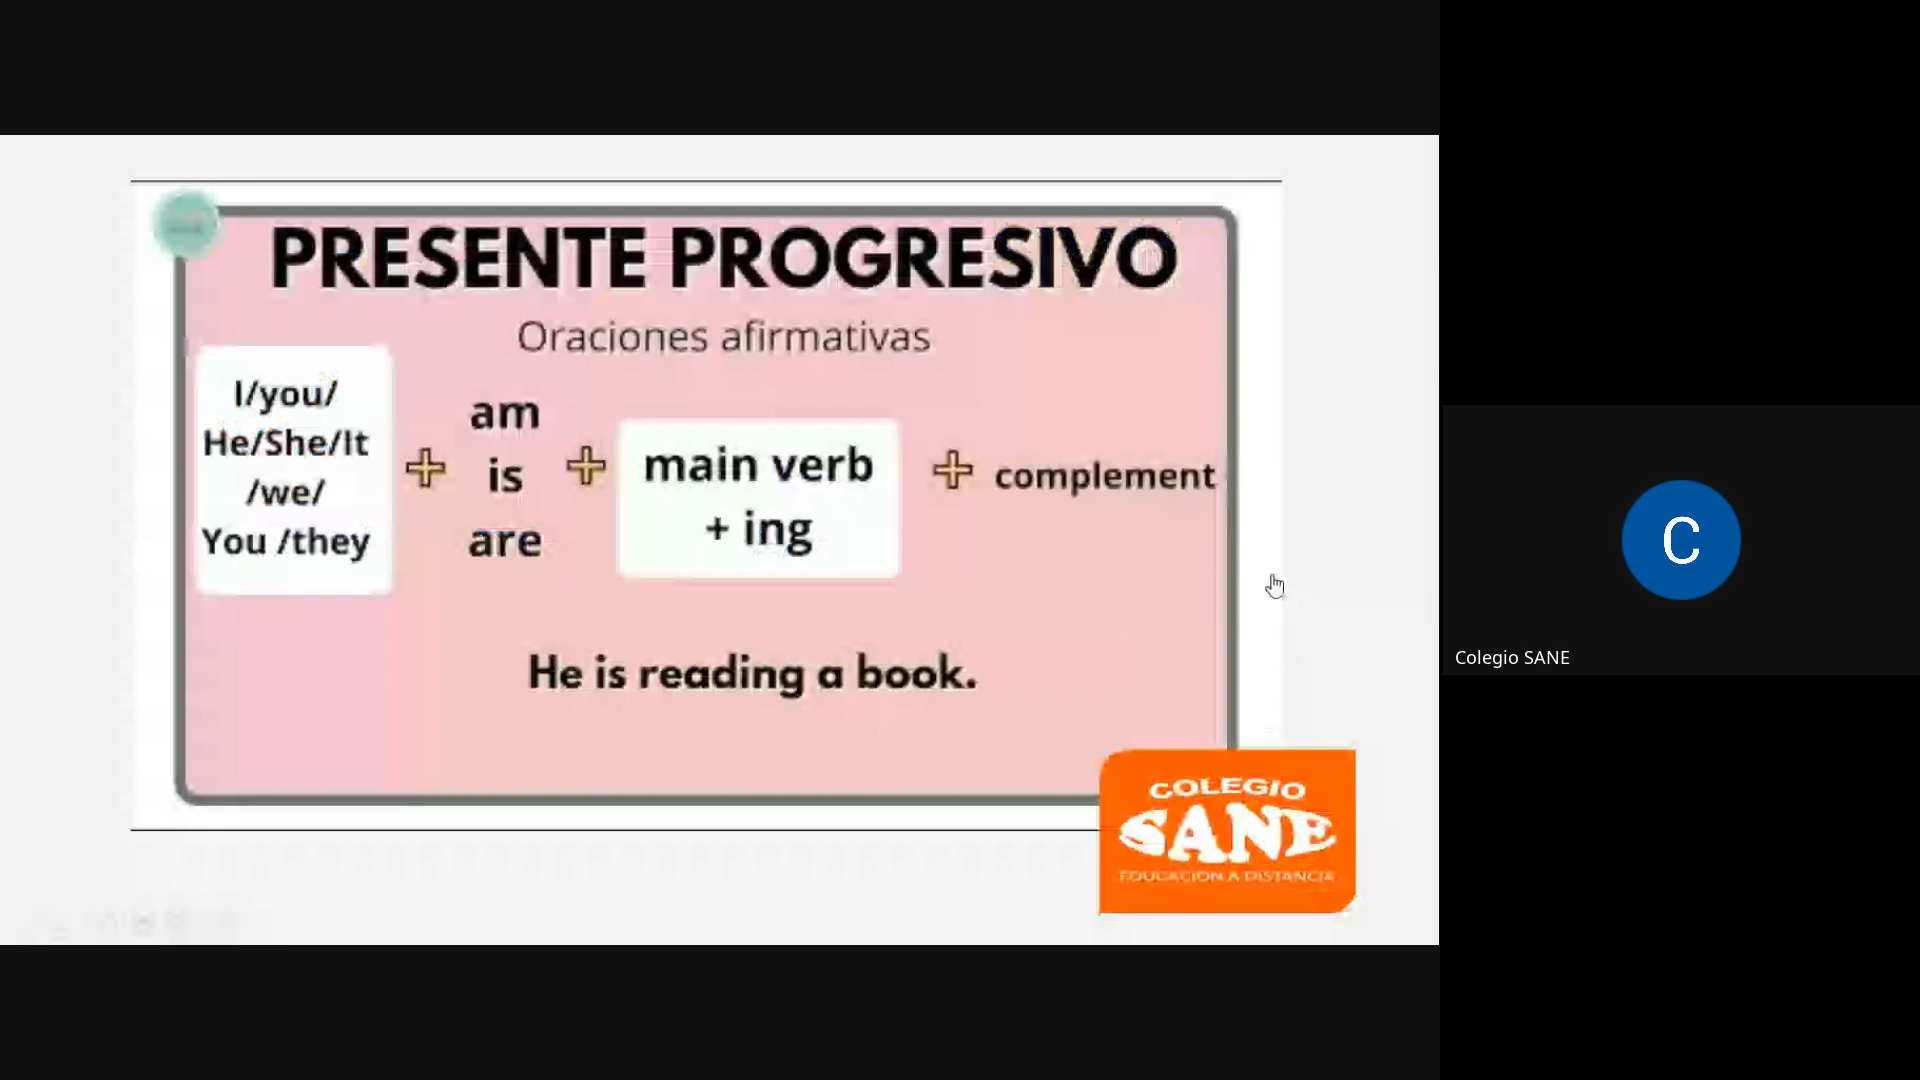 PRESENTE PROGRESIVO
Oraciones afirmativas
I/you/
He/She/It
/we/
You /they
am
is
are
main verb
+ ing
complement
He is reading a book.
COLEGIO
SANE
EDUCACIÓN A DISTANCIA
C
Colegio SANE